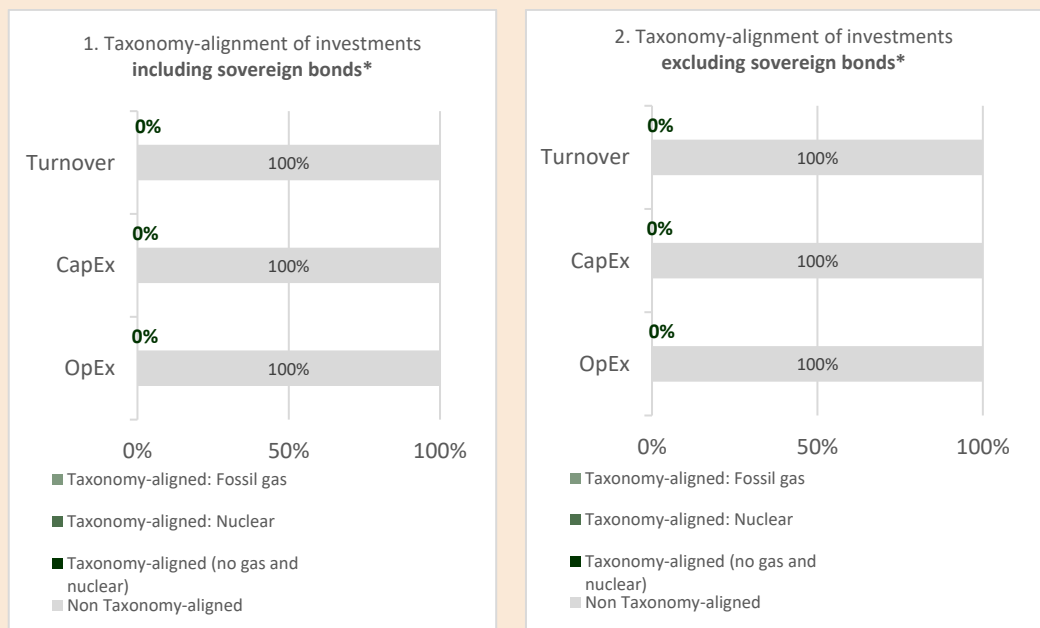 1. Taxonomy-alignment of investments
including sovereign bonds*
0%
Turnover
100%
0%
CapEx
100%
0%
OpEx
100%
0%
50%
100%
Taxonomy-aligned: Fossil gas
Taxonomy-aligned: Nuclear
Taxonomy-aligned (no gas and
nuclear)
Non Taxonomy-aligned
2. Taxonomy-alignment of investments
excluding sovereign bonds*
0%
Turnover
100%
0%
CapEx
100%
0%
OpEx
100%
0%
50%
100%
Taxonomy-aligned: Fossil gas
Taxonomy-aligned: Nuclear
Taxonomy-aligned (no gas and
nuclear)
Non Taxonomy-aligned